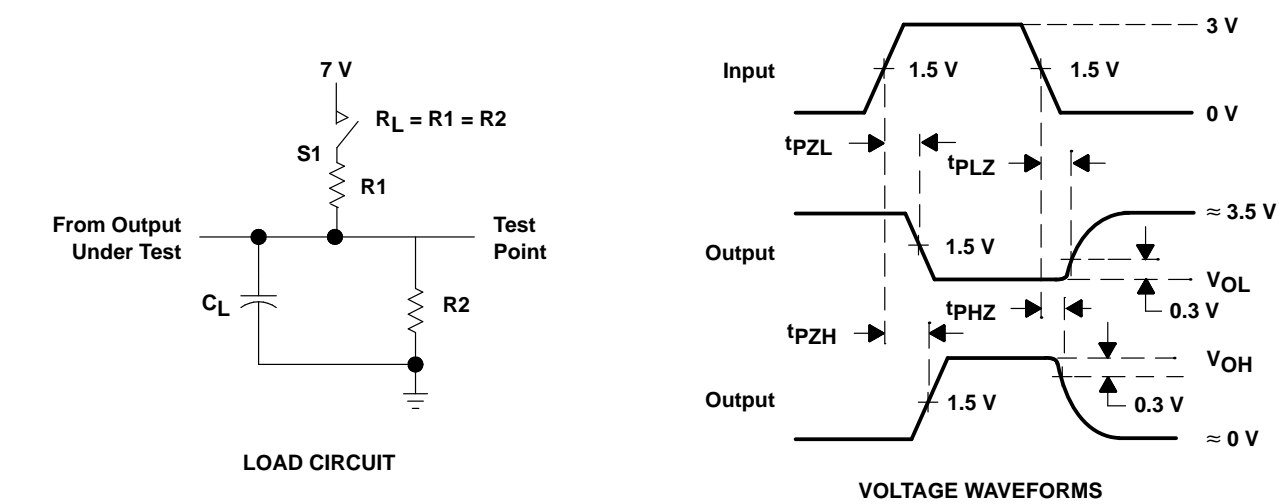 7 V
RL = R1 = R2
S1
R1
From Output
Under Test
Test
Point
CL
R2
LOAD CIRCUIT
3 V
Input
1.5 V
1.5 V
0 V
tPZL
tPLZ
≈ 3.5 V
Output
1.5 V
VOL
0.3 V
tPHZ
tPZH
VOH
Output
1.5 V
0.3 V
≈ 0 V
VOLTAGE WAVEFORMS